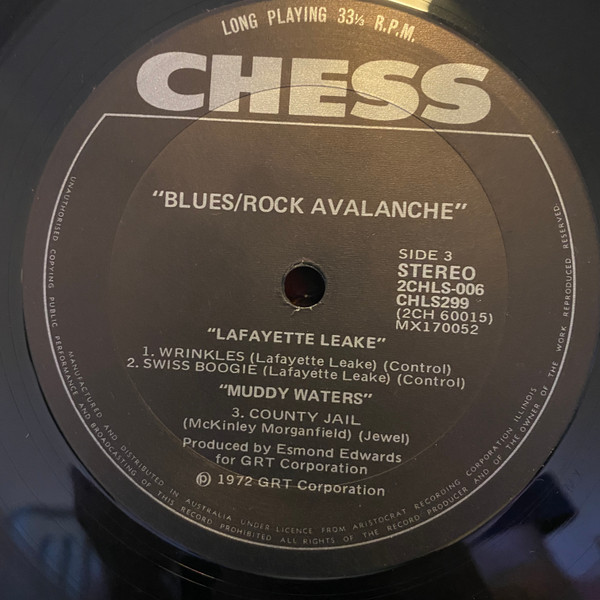 LONG PLAYING 33⅓ R.P.M.
CHESS
"BLUES/ROCK AVALANCHE"
SIDE 3
STEREO
2CHLS-006
CHLS299
(2CH 60015)
MX170052
"LAFAYETTE LEAKE"
1. WRINKLES (Lafayette Leake) (Control)
2. SWISS BOOGIE (Lafayette Leake) (Control)
"MUDDY WATERS"
3. COUNTY JAIL
(McKinley Morganfield) (Jewel)
Produced by Esmond Edwards
for GRT Corporation
℗ 1972 GRT Corporation
UNAUTHORISED COPYING PUBLIC PERFORMANCE AND BROADCASTING OF THIS RECORD PROHIBITED ALL RIGHTS OF THE RECORD PRODUCER AND OF THE OWNER OF THE WORK REPRODUCED RESERVED.
MANUFACTURED AND DISTRIBUTED IN AUSTRALIA UNDER LICENCE FROM ARISTOCRAT RECORDING CORPORATION ILLINOIS